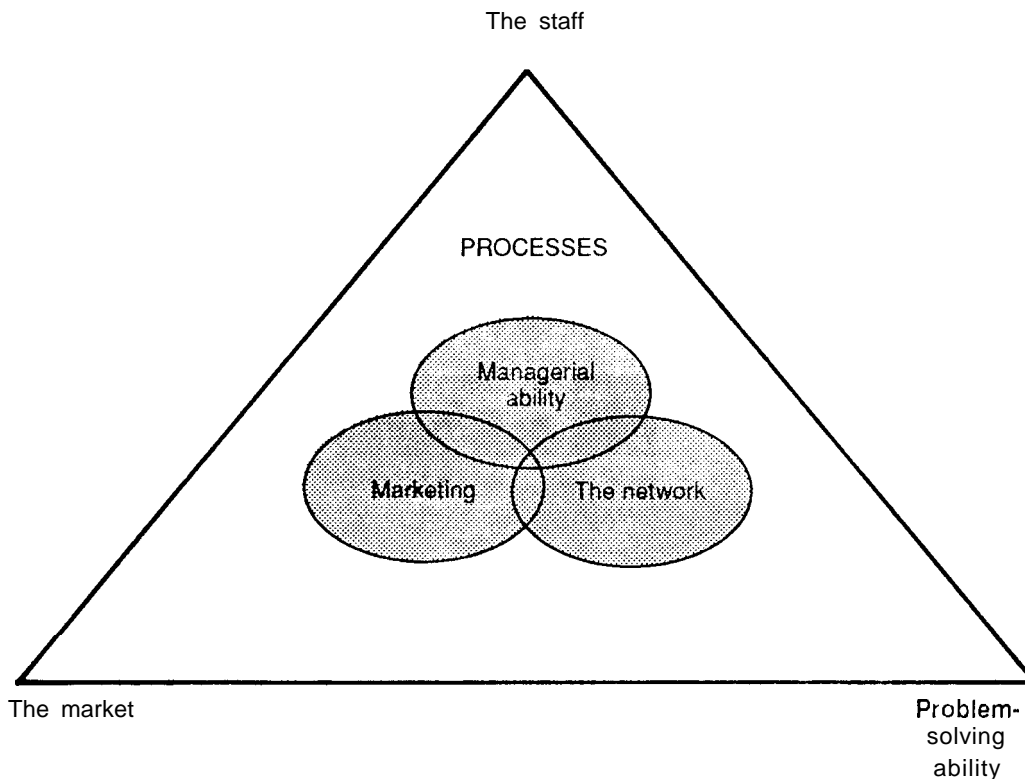 The staff
PROCESSES
Managerial
ability
Marketing
The network
The market
Problem-
solving
ability